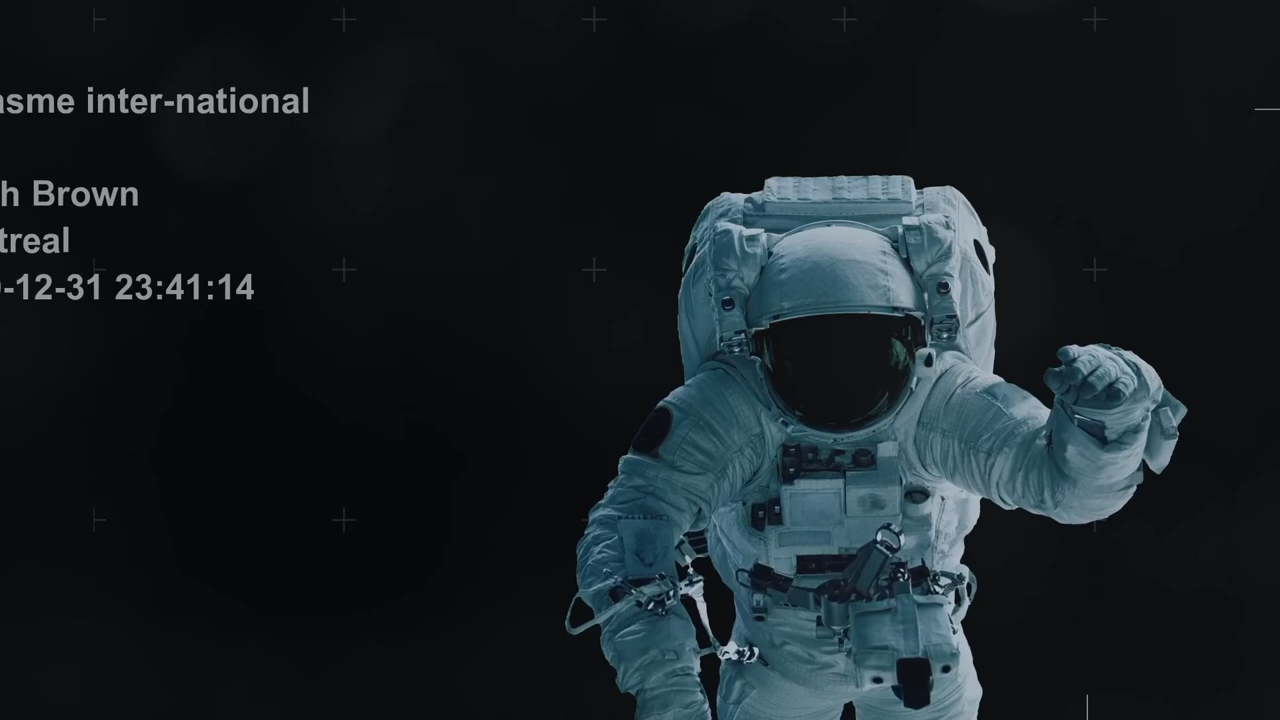 asme inter-national
h Brown
treal
-12-31 23:41:14